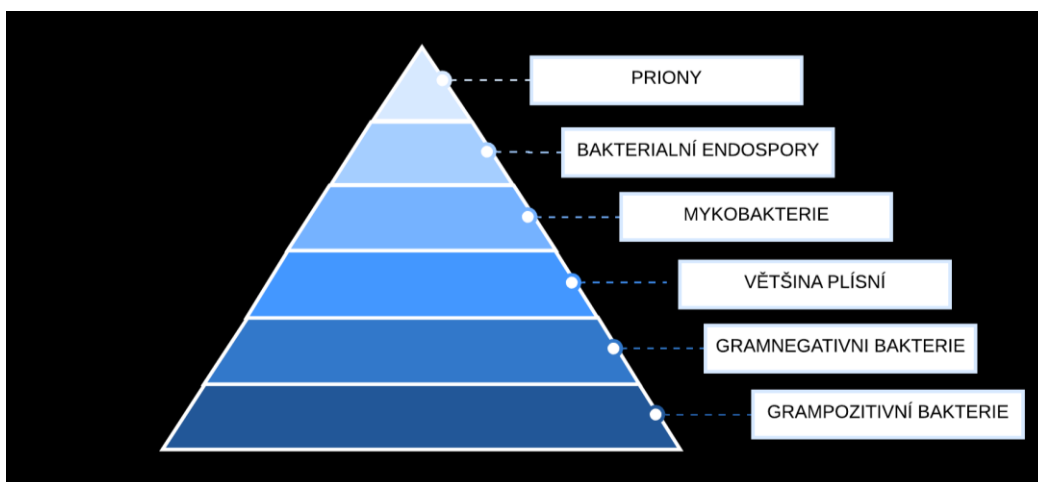 PRIONY
BAKTERIALNÍ ENDOSPORY
MYKOBAKTERIE
VĚTŠINA PLÍSNÍ
GRAMNEGATIVNI BAKTERIE
GRAMPOZITIVNÍ BAKTERIE